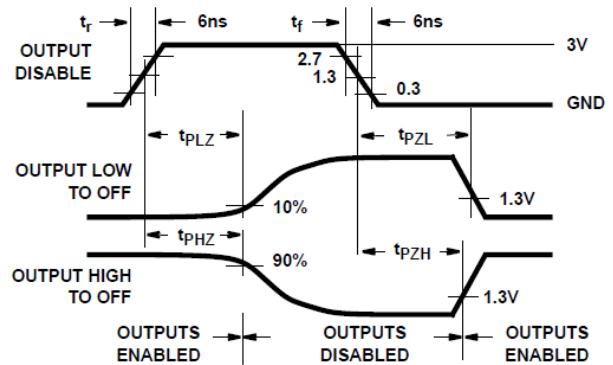 tr 6ns tf 6ns
OUTPUT
DISABLE
3V
2.7
1.3
0.3
GND
tPLZ tPZL
OUTPUT LOW
TO OFF
10%
1.3V
tPHZ tPZH
90%
OUTPUT HIGH
TO OFF
1.3V
OUTPUTS
ENABLED
OUTPUTS
DISABLED
OUTPUTS
ENABLED